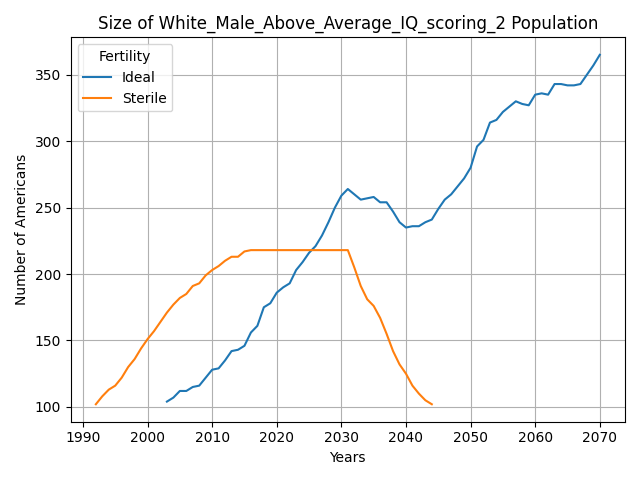 Size of White_Male_Above_Average_IQ_scoring_2 Population
Fertility
Ideal
Sterile
Number of Americans
350
300
250
200
150
100
1990 2000 2010 2020 2030 2040 2050 2060 2070
Years